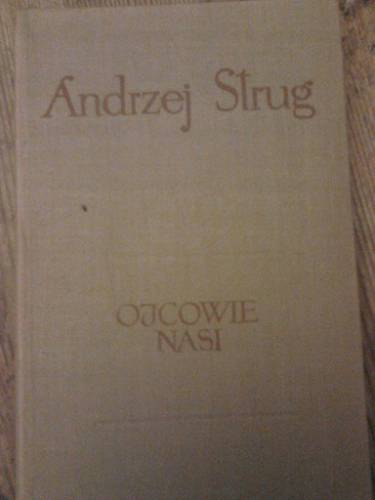 Andrzej Strug
OJCOWIE
NASI